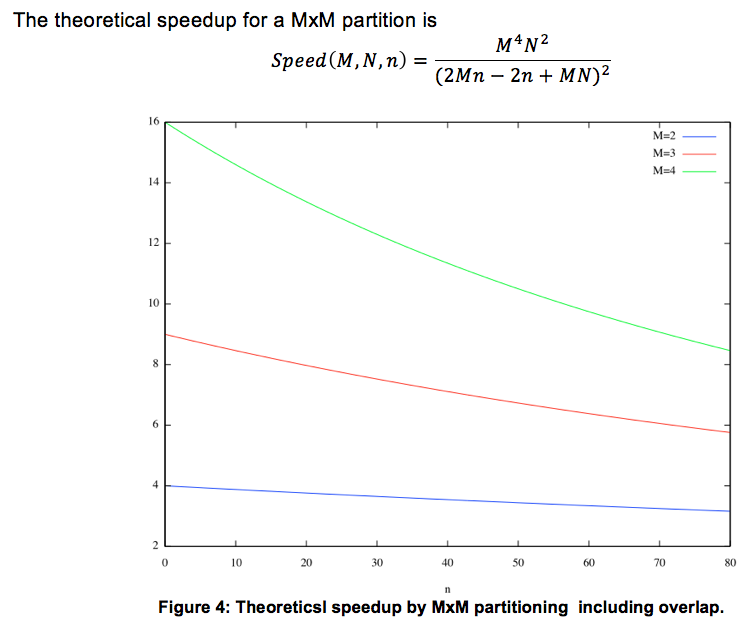 The theoretical speedup for a MxM partition is
Speed(M, N, n) = M⁴N² / (2Mn − 2n + MN)²
16
M=2
M=3
M=4
14
12
10
8
6
4
2
0 10 20 30 40 50 60 70 80
n
Figure 4: Theoreticsl speedup by MxM partitioning including overlap.